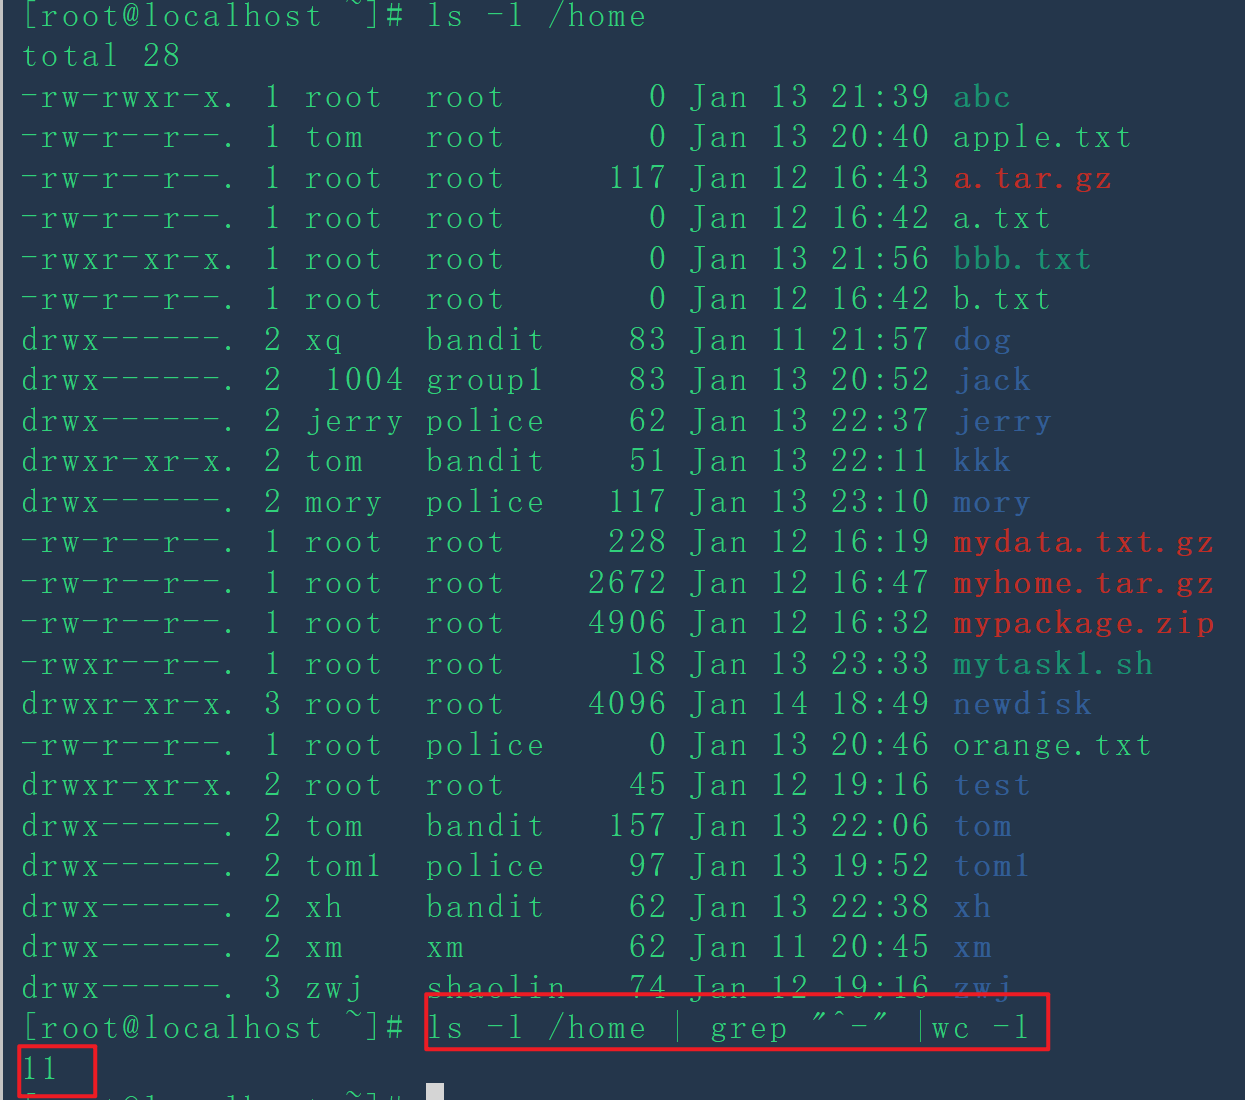 [root@localhost ~]# ls -l /home
total 28
-rw-rwxr-x. 1 root   root       0 Jan 13 21:39 abc
-rw-r--r--. 1 tom    root       0 Jan 13 20:40 apple.txt
-rw-r--r--. 1 root   root     117 Jan 12 16:43 a.tar.gz
-rw-r--r--. 1 root   root       0 Jan 12 16:42 a.txt
-rwxr-xr-x. 1 root   root       0 Jan 13 21:56 bbb.txt
-rw-r--r--. 1 root   root       0 Jan 12 16:42 b.txt
drwx------. 2 xq     bandit    83 Jan 11 21:57 dog
drwx------. 2  1004 group1    83 Jan 13 20:52 jack
drwx------. 2 jerry police    62 Jan 13 22:37 jerry
drwxr-xr-x. 2 tom    bandit    51 Jan 13 22:11 kkk
drwx------. 2 mory   police   117 Jan 13 23:10 mory
-rw-r--r--. 1 root   root     228 Jan 12 16:19 mydata.txt.gz
-rw-r--r--. 1 root   root    2672 Jan 12 16:47 myhome.tar.gz
-rw-r--r--. 1 root   root    4906 Jan 12 16:32 mypackage.zip
-rwxr--r--. 1 root   root      18 Jan 13 23:33 mytask1.sh
drwxr-xr-x. 3 root   root    4096 Jan 14 18:49 newdisk
-rw-r--r--. 1 root   police     0 Jan 13 20:46 orange.txt
drwxr-xr-x. 2 root   root      45 Jan 12 19:16 test
drwx------. 2 tom    bandit   157 Jan 13 22:06 tom
drwx------. 2 tom1   police    97 Jan 13 19:52 tom1
drwx------. 2 xh     bandit    62 Jan 13 22:38 xh
drwx------. 2 xm     xm        62 Jan 11 20:45 xm
drwx------. 3 zwj    shaolin   74 Jan 12 19:16 zwj
[root@localhost ~]# ls -l /home | grep "^-" |wc -l
11